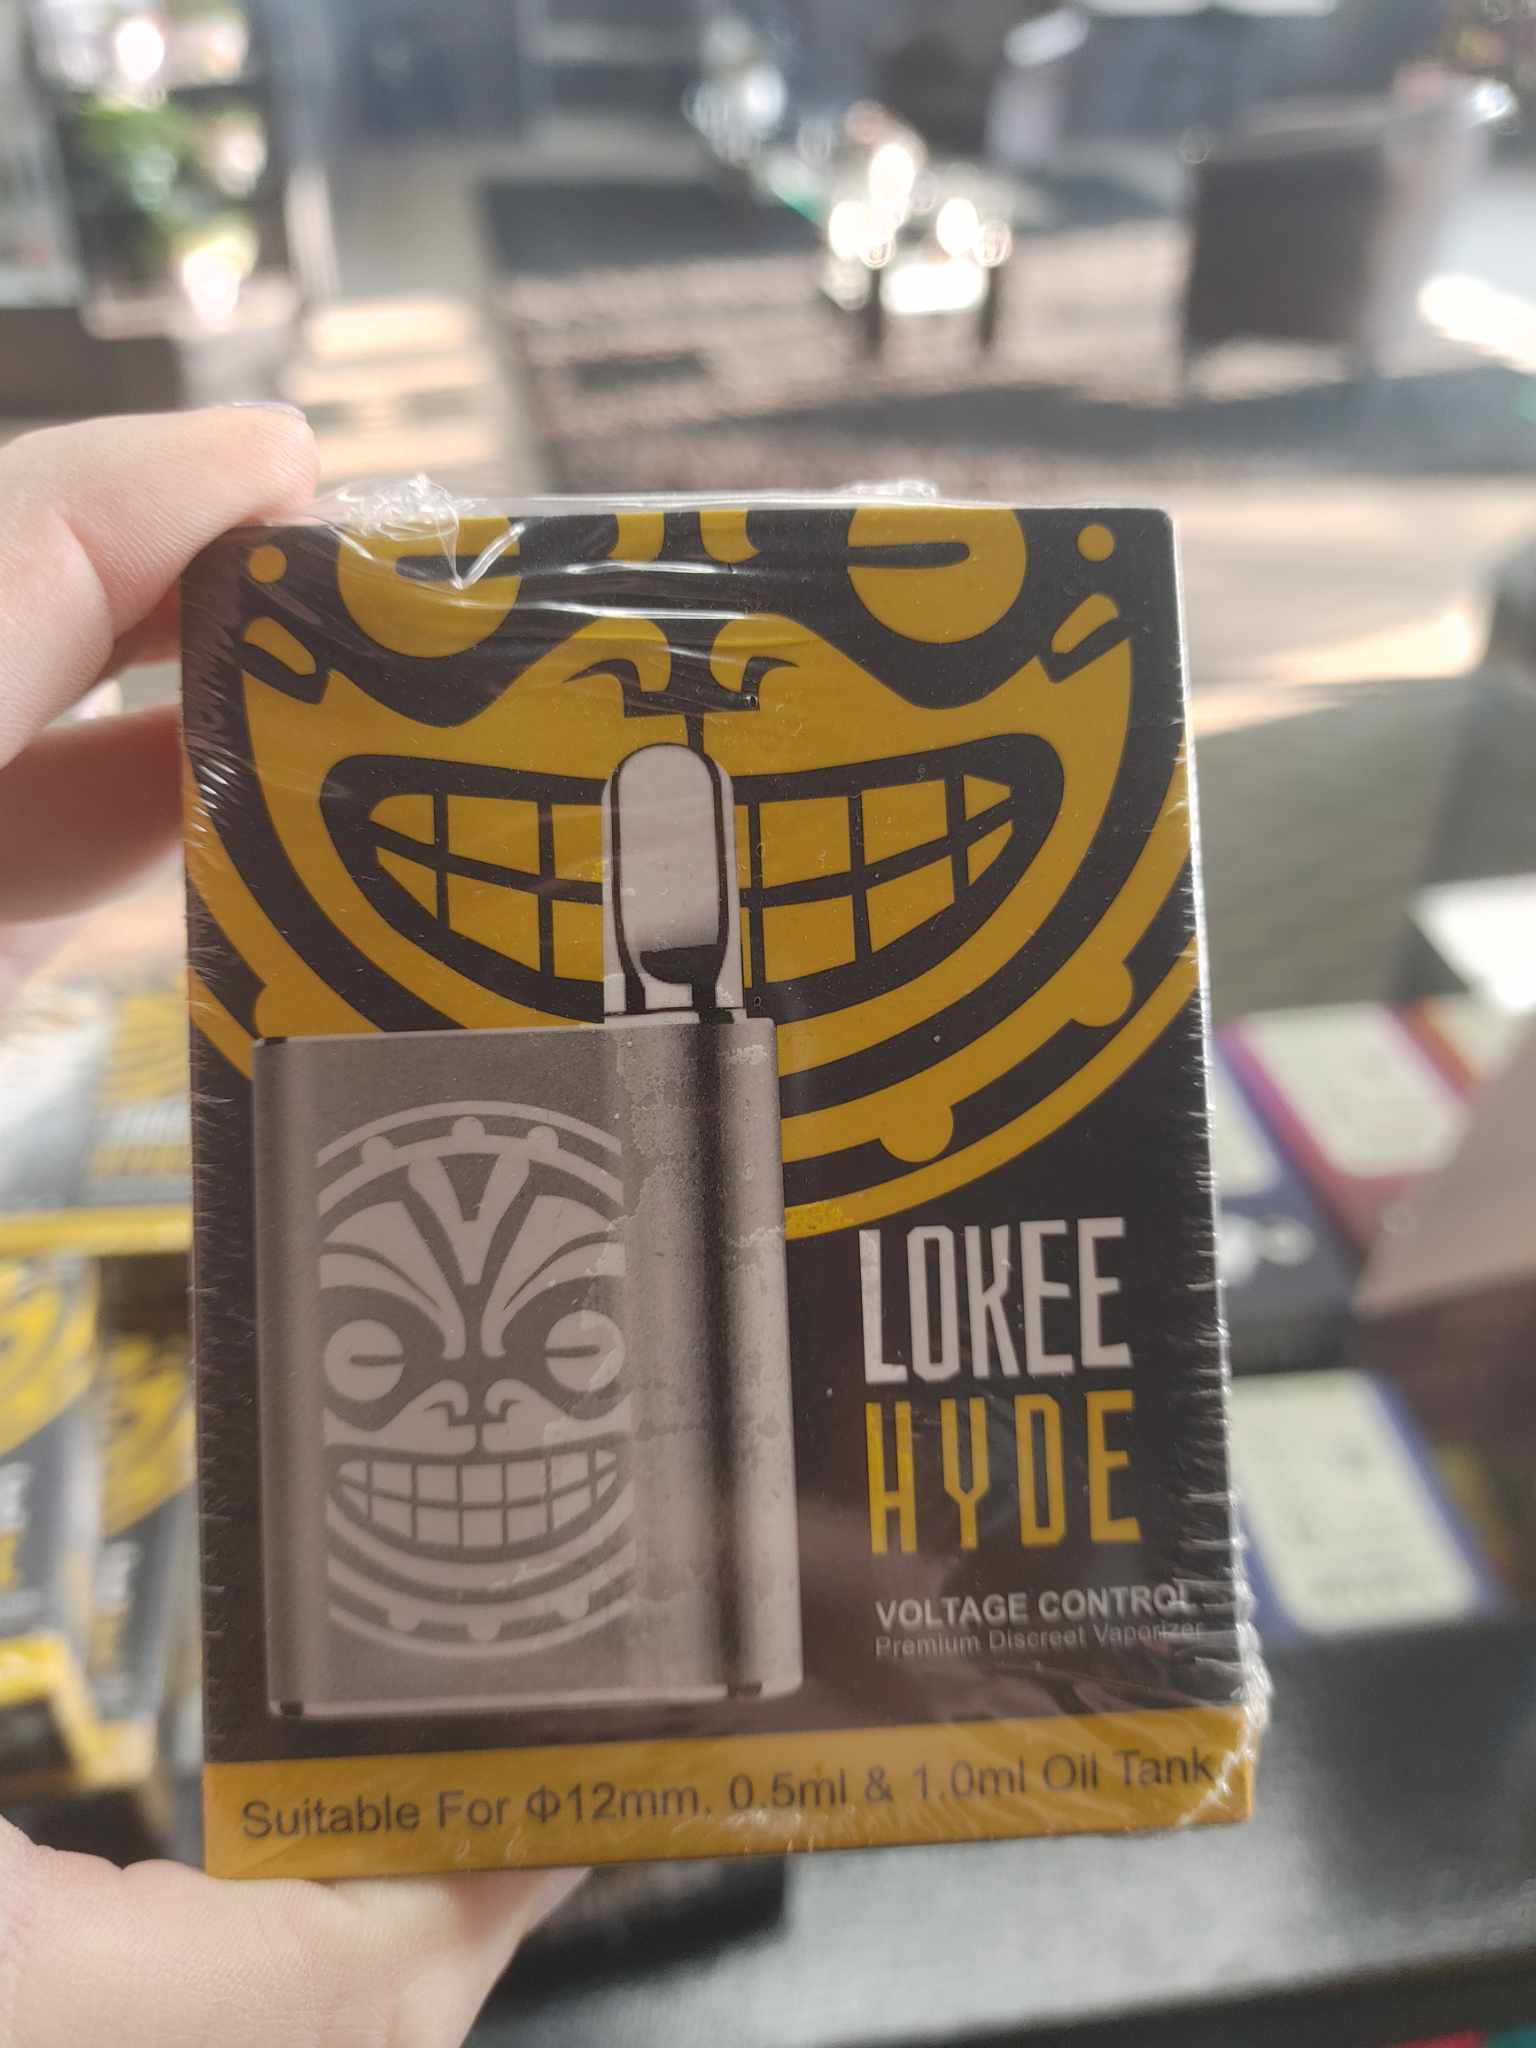 LOKEE
HYDE
VOLTAGE CONTROL
Premium Discreet Vaporizer
Suitable For Φ12mm, 0.5ml & 1.0ml Oil Tank